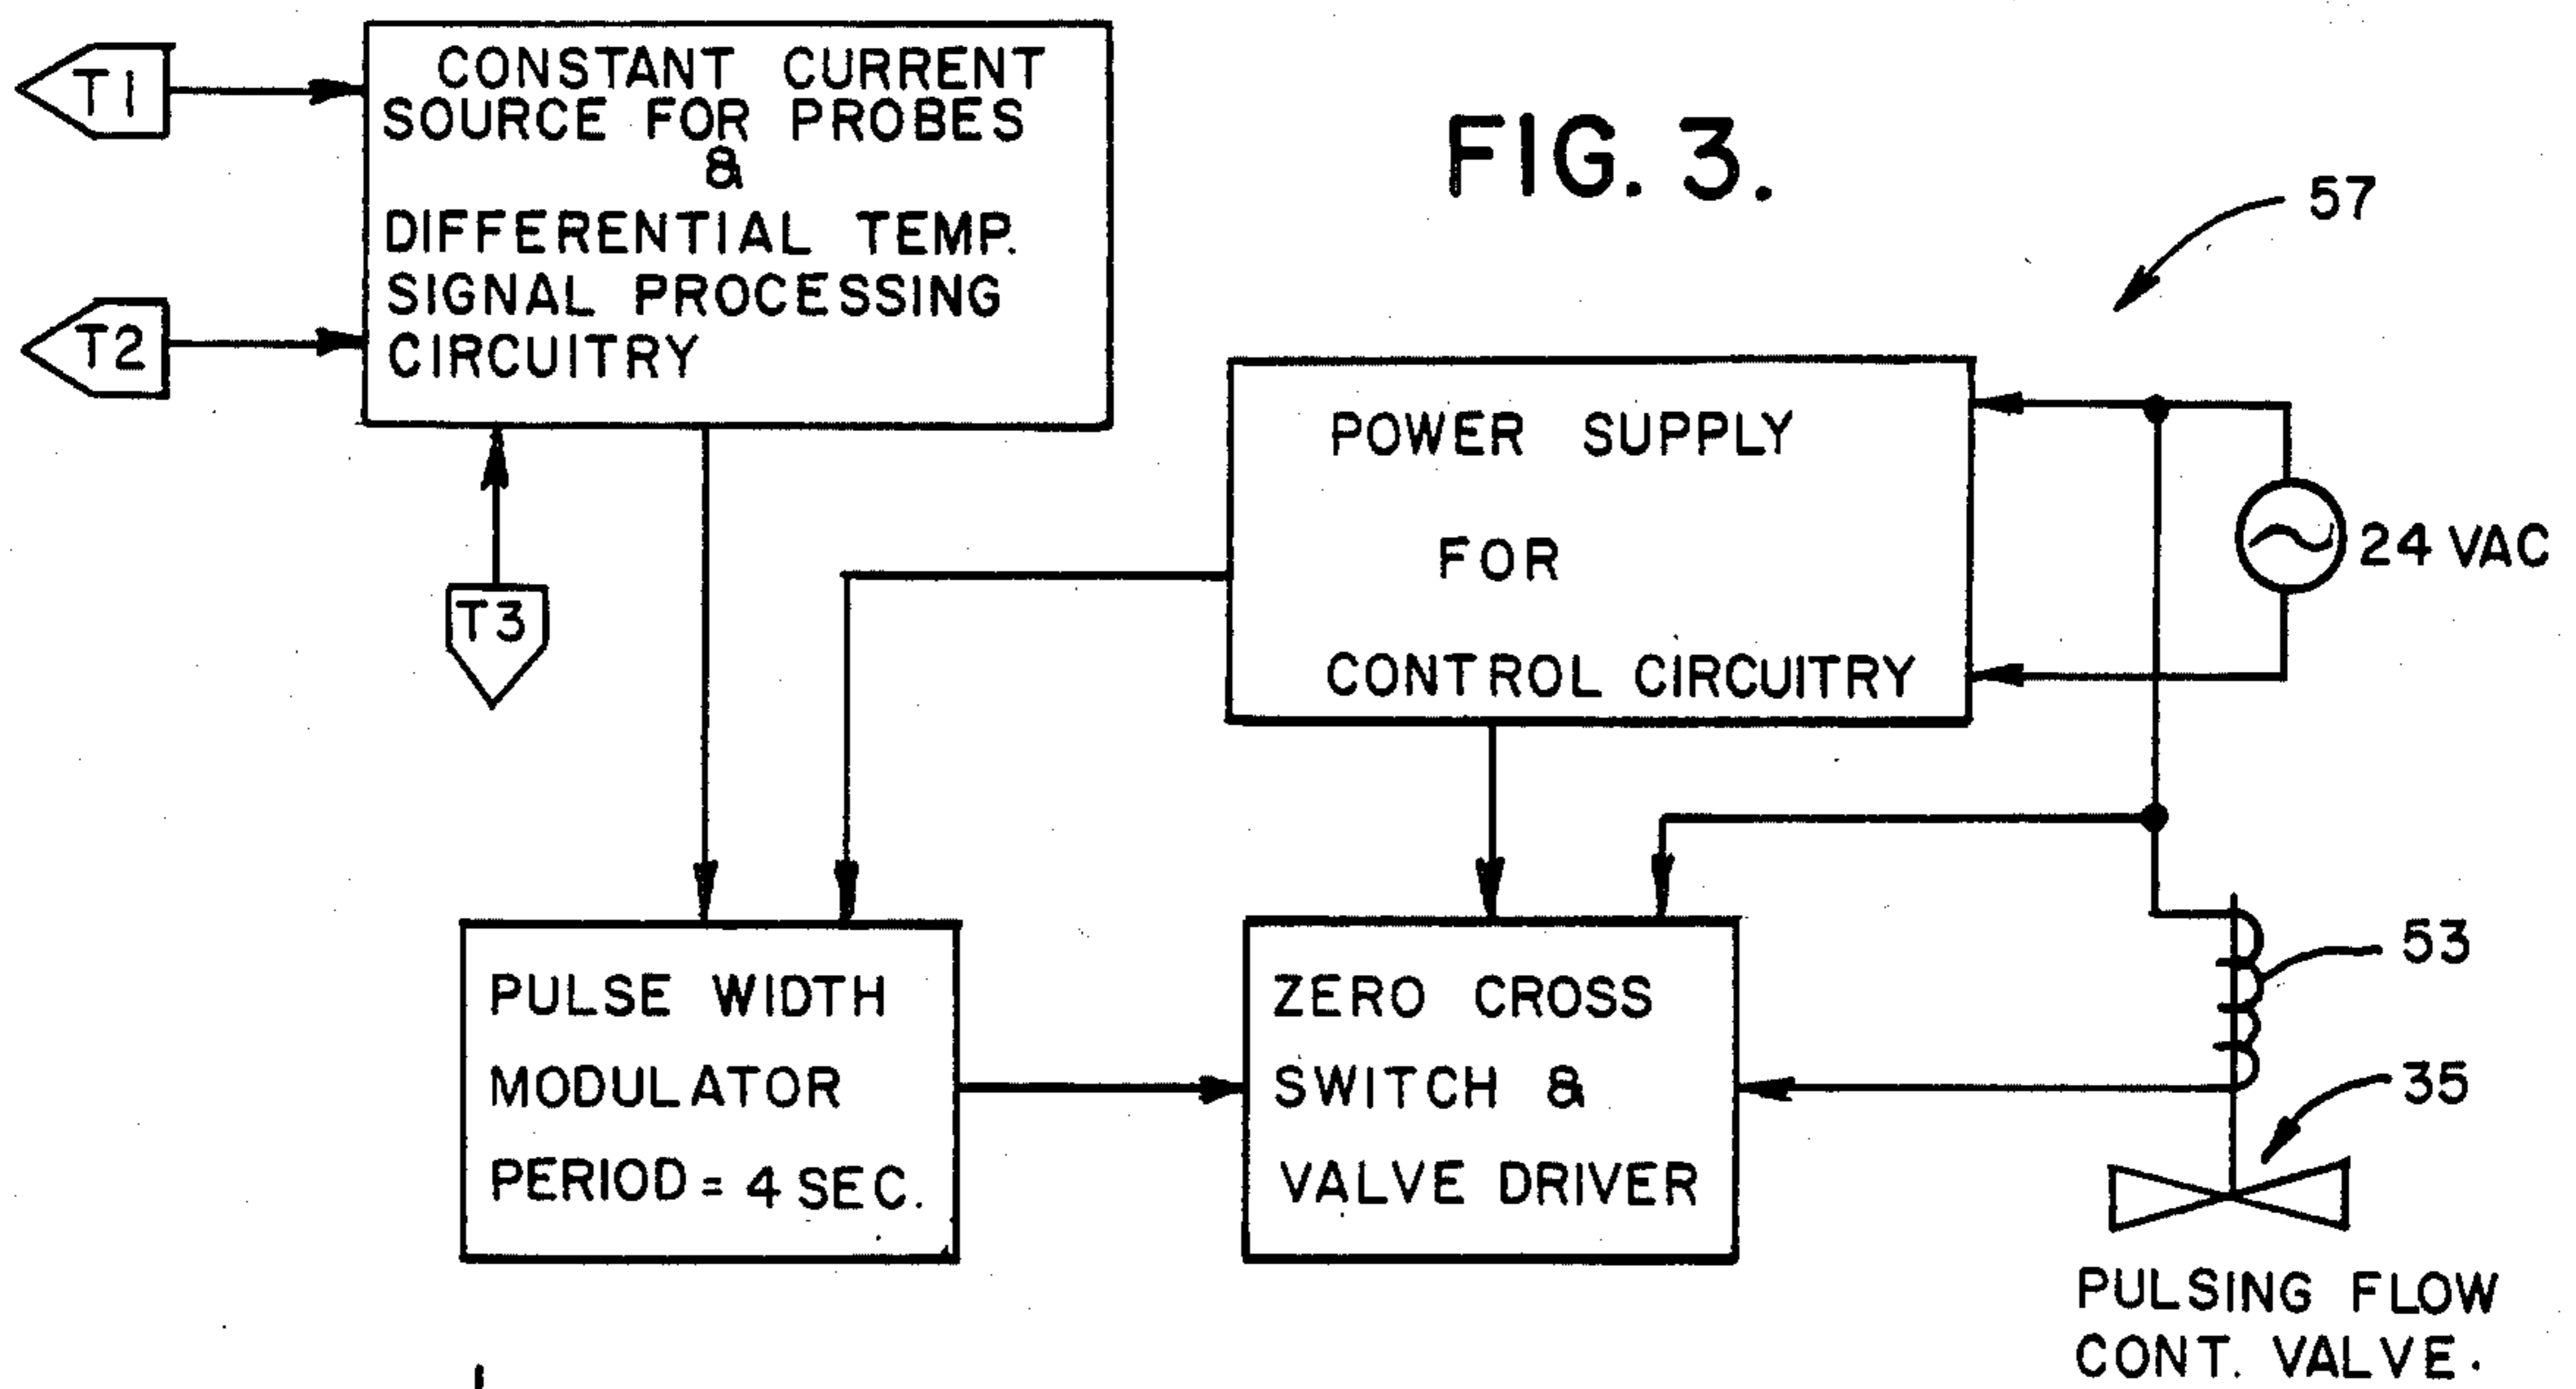 T1
CONSTANT CURRENT
SOURCE FOR PROBES
&
DIFFERENTIAL TEMP.
SIGNAL PROCESSING
CIRCUITRY
T2
T3
FIG. 3.
57
POWER SUPPLY
FOR
CONTROL CIRCUITRY
24 VAC
PULSE WIDTH
MODULATOR
PERIOD = 4 SEC.
ZERO CROSS
SWITCH &
VALVE DRIVER
53
35
PULSING FLOW
CONT. VALVE.